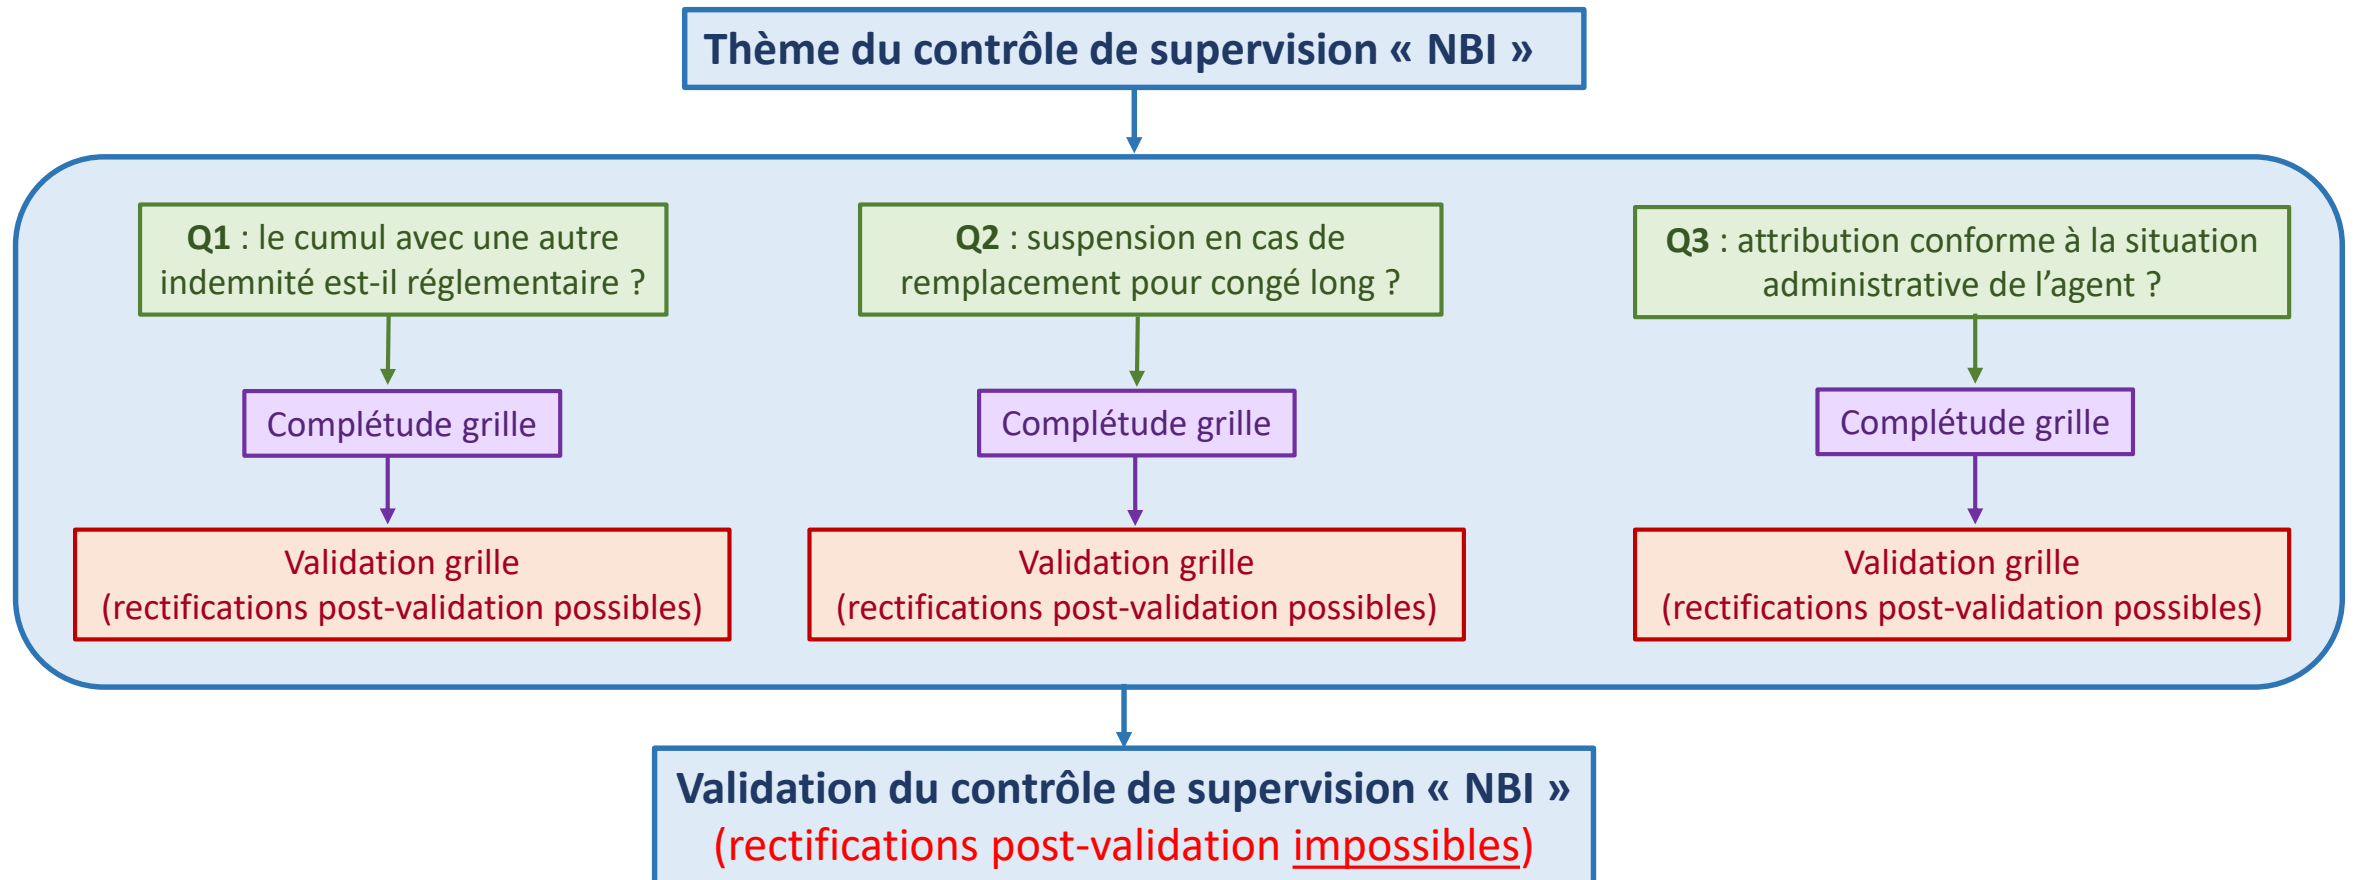 Thème du contrôle de supervision « NBI »
Q1 : le cumul avec une autre
indemnité est-il réglementaire ?
Complétude grille
Validation grille
(rectifications post-validation possibles)
Q2 : suspension en cas de
remplacement pour congé long ?
Complétude grille
Validation grille
(rectifications post-validation possibles)
Q3 : attribution conforme à la situation
administrative de l’agent ?
Complétude grille
Validation grille
(rectifications post-validation possibles)
Validation du contrôle de supervision « NBI »
(rectifications post-validation impossibles)